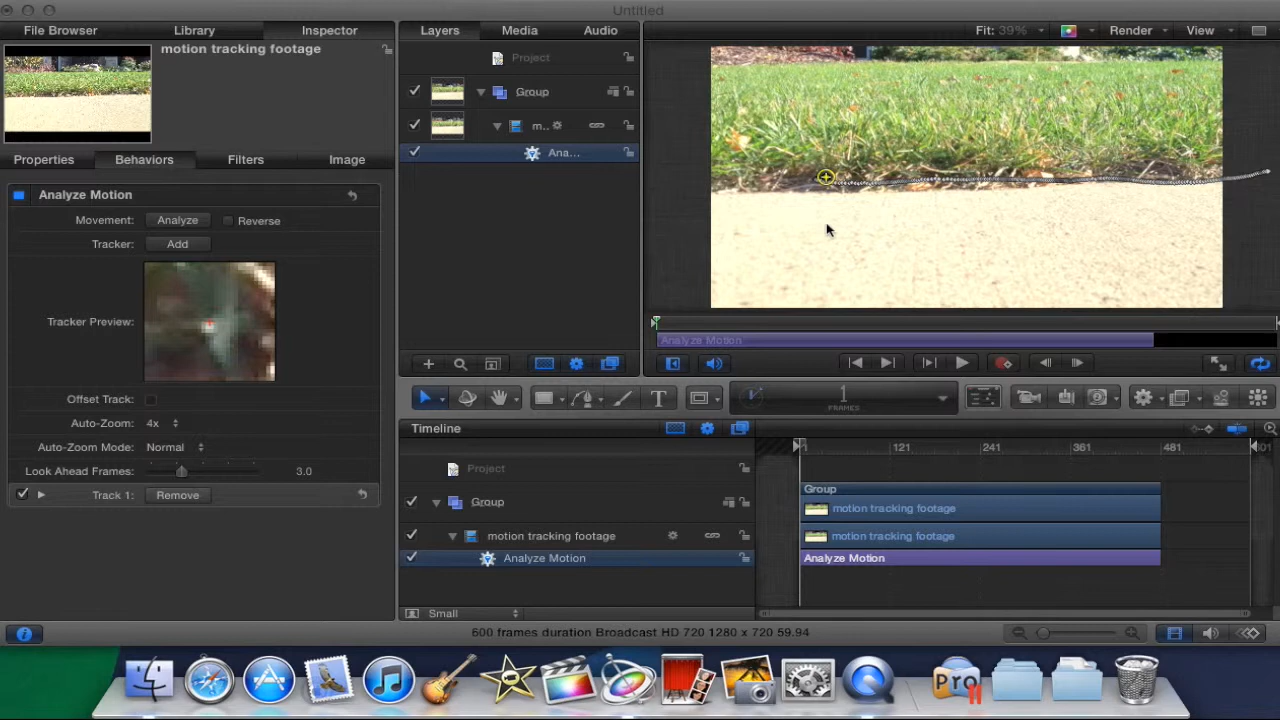 Untitled
File Browser Library Inspector
Layers Media Audio
Fit: 39% Render View
motion tracking footage
Project
Group
m...
Ana...
Properties Behaviors Filters Image
Analyze Motion
Movement: Analyze Reverse
Tracker: Add
Tracker Preview:
Offset Track:
Auto-Zoom: 4x
Auto-Zoom Mode: Normal
Look Ahead Frames: 3.0
Track 1: Remove
Analyze Motion
1
FRAMES
Timeline
1 121 241 361 481
Project
Group
motion tracking footage
Analyze Motion
Group
motion tracking footage
motion tracking footage
Analyze Motion
Small
600 frames duration Broadcast HD 720 1280 x 720 59.94
Pro